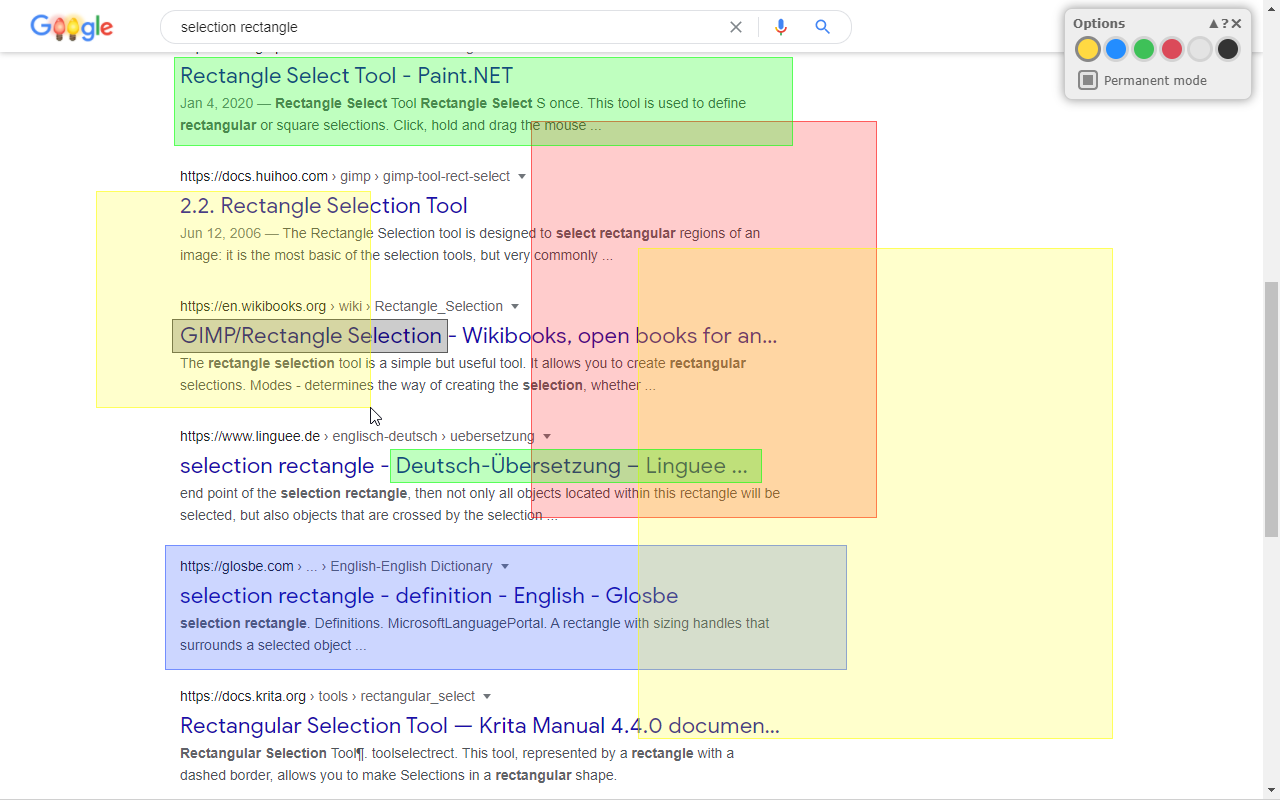 Google
selection rectangle
Options ▲?✕
Permanent mode
Rectangle Select Tool - Paint.NET
Jan 4, 2020 — Rectangle Select Tool Rectangle Select S once. This tool is used to define
rectangular or square selections. Click, hold and drag the mouse ...
https://docs.huihoo.com › gimp › gimp-tool-rect-select
2.2. Rectangle Selection Tool
Jun 12, 2006 — The Rectangle Selection tool is designed to select rectangular regions of an
image: it is the most basic of the selection tools, but very commonly ...
https://en.wikibooks.org › wiki › Rectangle_Selection
GIMP/Rectangle Selection - Wikibooks, open books for an...
The rectangle selection tool is a simple but useful tool. It allows you to create rectangular
selections. Modes - determines the way of creating the selection, whether ...
https://www.linguee.de › englisch-deutsch › uebersetzung
selection rectangle - Deutsch-Übersetzung – Linguee ...
end point of the selection rectangle, then not only all objects located within this rectangle will be
selected, but also objects that are crossed by the selection ...
https://glosbe.com › ... › English-English Dictionary
selection rectangle - definition - English - Glosbe
selection rectangle. Definitions. MicrosoftLanguagePortal. A rectangle with sizing handles that
surrounds a selected object ...
https://docs.krita.org › tools › rectangular_select
Rectangular Selection Tool — Krita Manual 4.4.0 documen...
Rectangular Selection Tool¶. toolselectrect. This tool, represented by a rectangle with a
dashed border, allows you to make Selections in a rectangular shape.